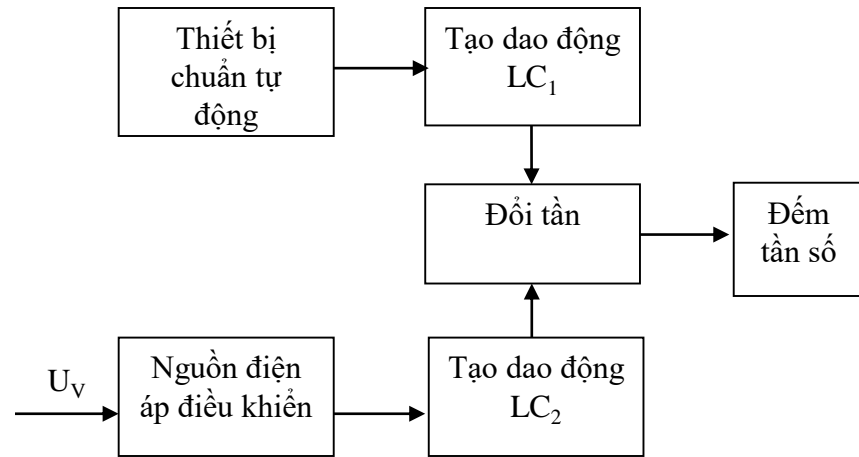 Thiết bị
chuẩn tự
động
Tạo dao động
LC₁
Đổi tần
Đếm
tần số
U_V
Nguồn điện
áp điều khiển
Tạo dao động
LC₂